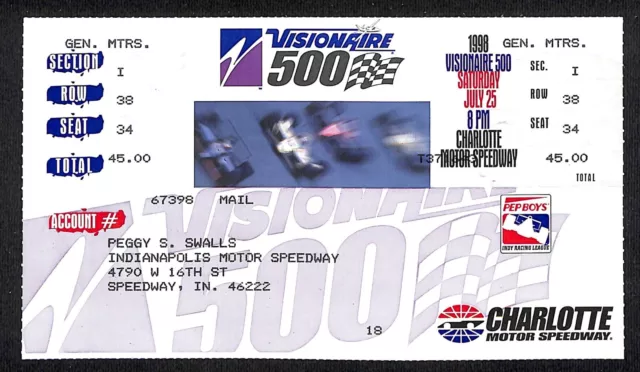 GEN. MTRS.
SECTION
I
ROW
38
SEAT
34
TOTAL
45.00
VISIONAIRE
500
1998
VISIONAIRE 500
SATURDAY
JULY 25
8 PM
CHARLOTTE
MOTOR SPEEDWAY
GEN. MTRS.
SEC. I
ROW 38
SEAT 34
45.00
TOTAL
67398 MAIL
ACCOUNT #
PEGGY S. SWALLS
INDIANAPOLIS MOTOR SPEEDWAY
4790 W 16TH ST
SPEEDWAY, IN. 46222
18
VISIONAIRE
500
PEP BOYS
INDY RACING LEAGUE
CHARLOTTE
MOTOR SPEEDWAY